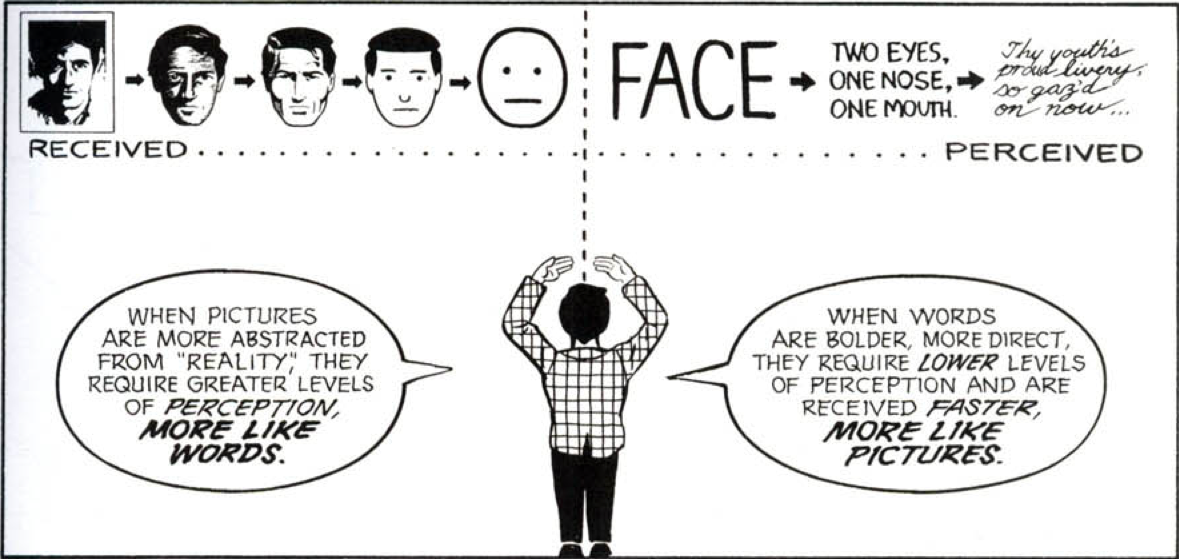 FACE
TWO EYES,
ONE NOSE,
ONE MOUTH.
Thy youth's
proud livery,
so gaz'd
on now...
RECEIVED
PERCEIVED
WHEN PICTURES
ARE MORE ABSTRACTED
FROM "REALITY," THEY
REQUIRE GREATER LEVELS
OF PERCEPTION,
MORE LIKE
WORDS.
WHEN WORDS
ARE BOLDER, MORE DIRECT,
THEY REQUIRE LOWER LEVELS
OF PERCEPTION AND ARE
RECEIVED FASTER,
MORE LIKE
PICTURES.